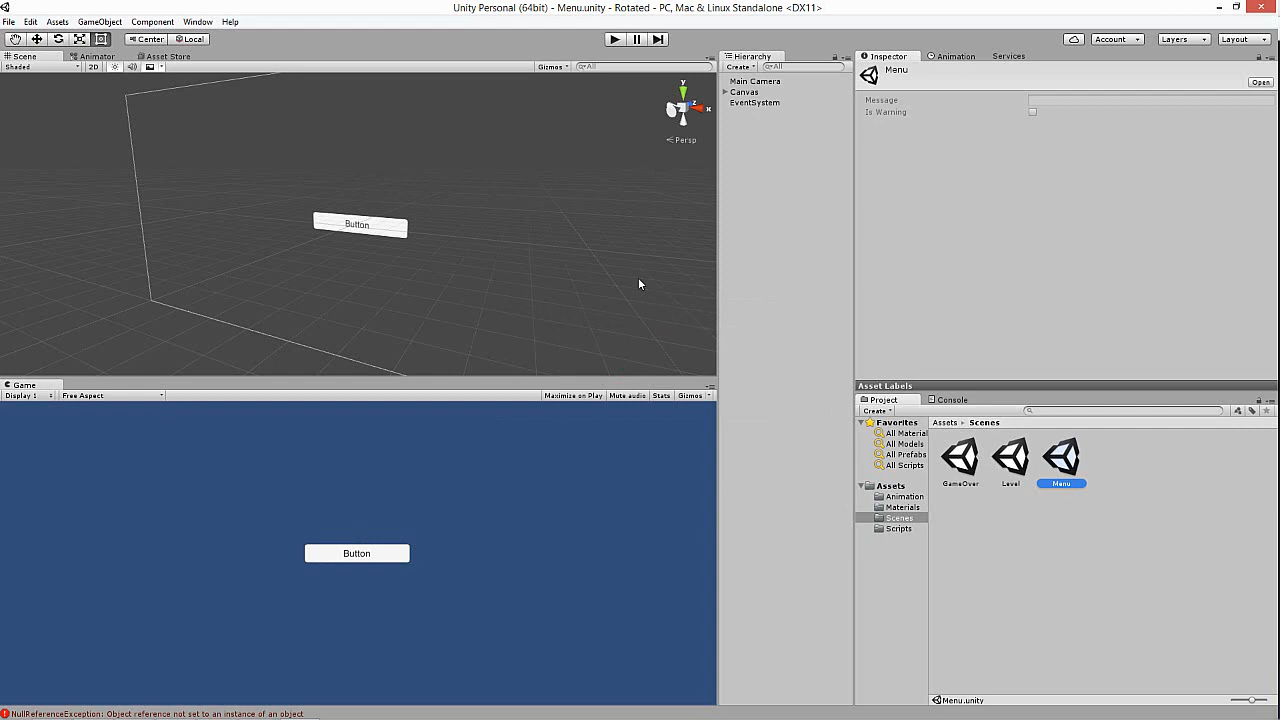 Unity Personal (64bit) - Menu.unity - Rotated - PC, Mac & Linux Standalone <DX11>
File Edit Assets GameObject Component Window Help
Center Local Account Layers Layout
Scene Animator Asset Store
Shaded 2D Gizmos All
y
z
x
Persp
Button
Hierarchy
Create All
Main Camera
Canvas
EventSystem
Inspector Animation Services
Menu
Open
Message
Is Warning
Game
Display 1 Free Aspect Maximize on Play Mute audio Stats Gizmos
Button
Asset Labels
Project Console
Create
Favorites
All Material
All Models
All Prefabs
All Scripts
Assets
Animation
Materials
Scenes
Scripts
Assets Scenes
GameOver Level Menu
Menu.unity
NullReferenceException: Object reference not set to an instance of an object